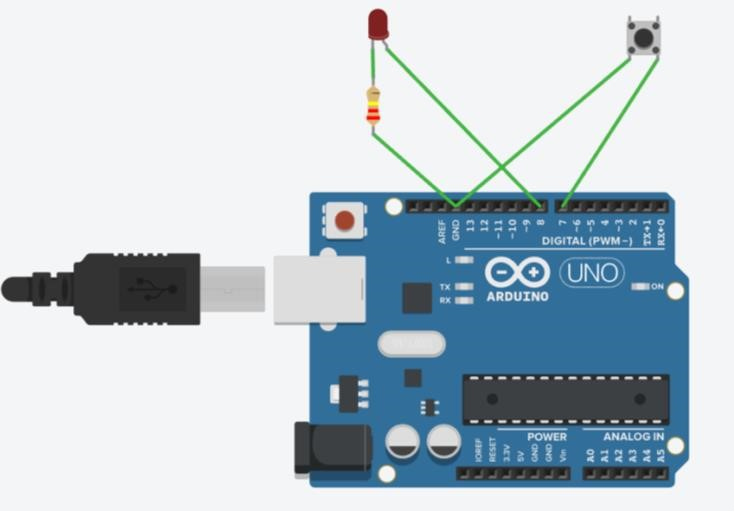 AREF
GND
13
12
~11
~10
~9
8
7
~6
~5
4
~3
2
TX→1
RX←0
DIGITAL (PWM~)
L
TX
RX
UNO
ON
ARDUINO
POWER
ANALOG IN
IOREF
RESET
3.3V
5V
GND
GND
Vin
A0
A1
A2
A3
A4
A5